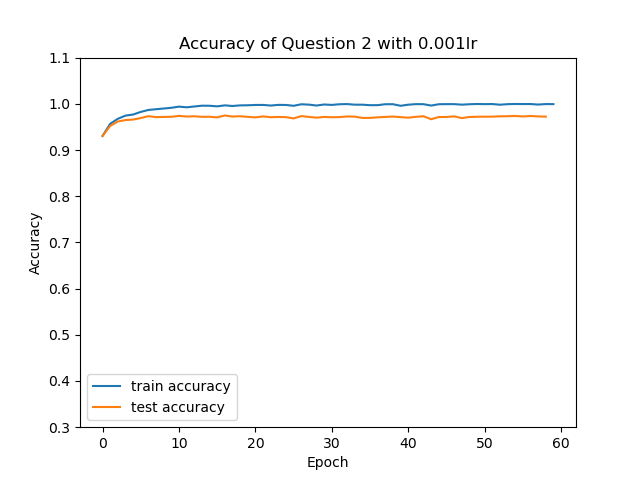 Accuracy of Question 2 with 0.001lr
1.1
1.0
0.9
0.8
0.7
0.6
0.5
0.4
0.3
Accuracy
train accuracy
test accuracy
0 10 20 30 40 50 60
Epoch